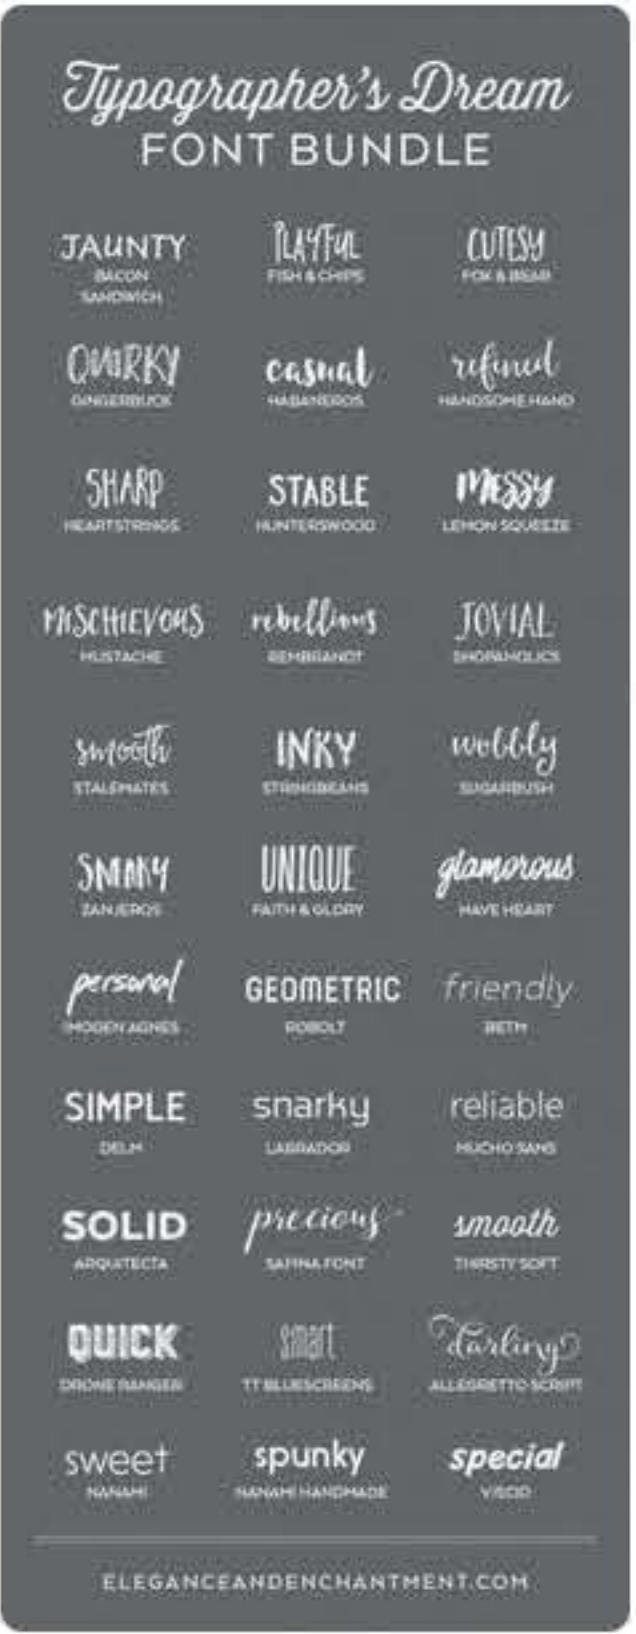 Typographer's Dream
FONT BUNDLE
JAUNTY PLAYFUL CUTESY
BACON FISH & CHIPS FOX & BEAR
SANDWICH
QUIRKY casual refined
GINGERBUCK HABANEROS HANDSOME HAND
SHARP STABLE MESSY
HEARTSTRINGS HUNTERSWOOD LEMON SQUEEZE
MISCHIEVOUS rebellious JOVIAL
MUSTACHE REMBRANDT SHOPAHOLICS
smooth INKY wobbly
STALEMATES STRINGBEANS SUGARBUSH
SNEAKY UNIQUE glamorous
ZANJEROS FAITH & GLORY HAVE HEART
personal GEOMETRIC friendly
IMOGEN AGNES ROBOLT BETM
SIMPLE snarky reliable
DELM LABRADOR MUCHO SANS
SOLID precious smooth
ARQUITECTA SAFFINA FONT THIRSTY SOFT
QUICK smart darling
DRONE RANGER TT BLUESCREENS ALLEGRETTO SCRIPT
sweet spunky special
NANAMI NANAMI HANDMADE VISCID
ELEGANCEANDENCHANTMENT.COM